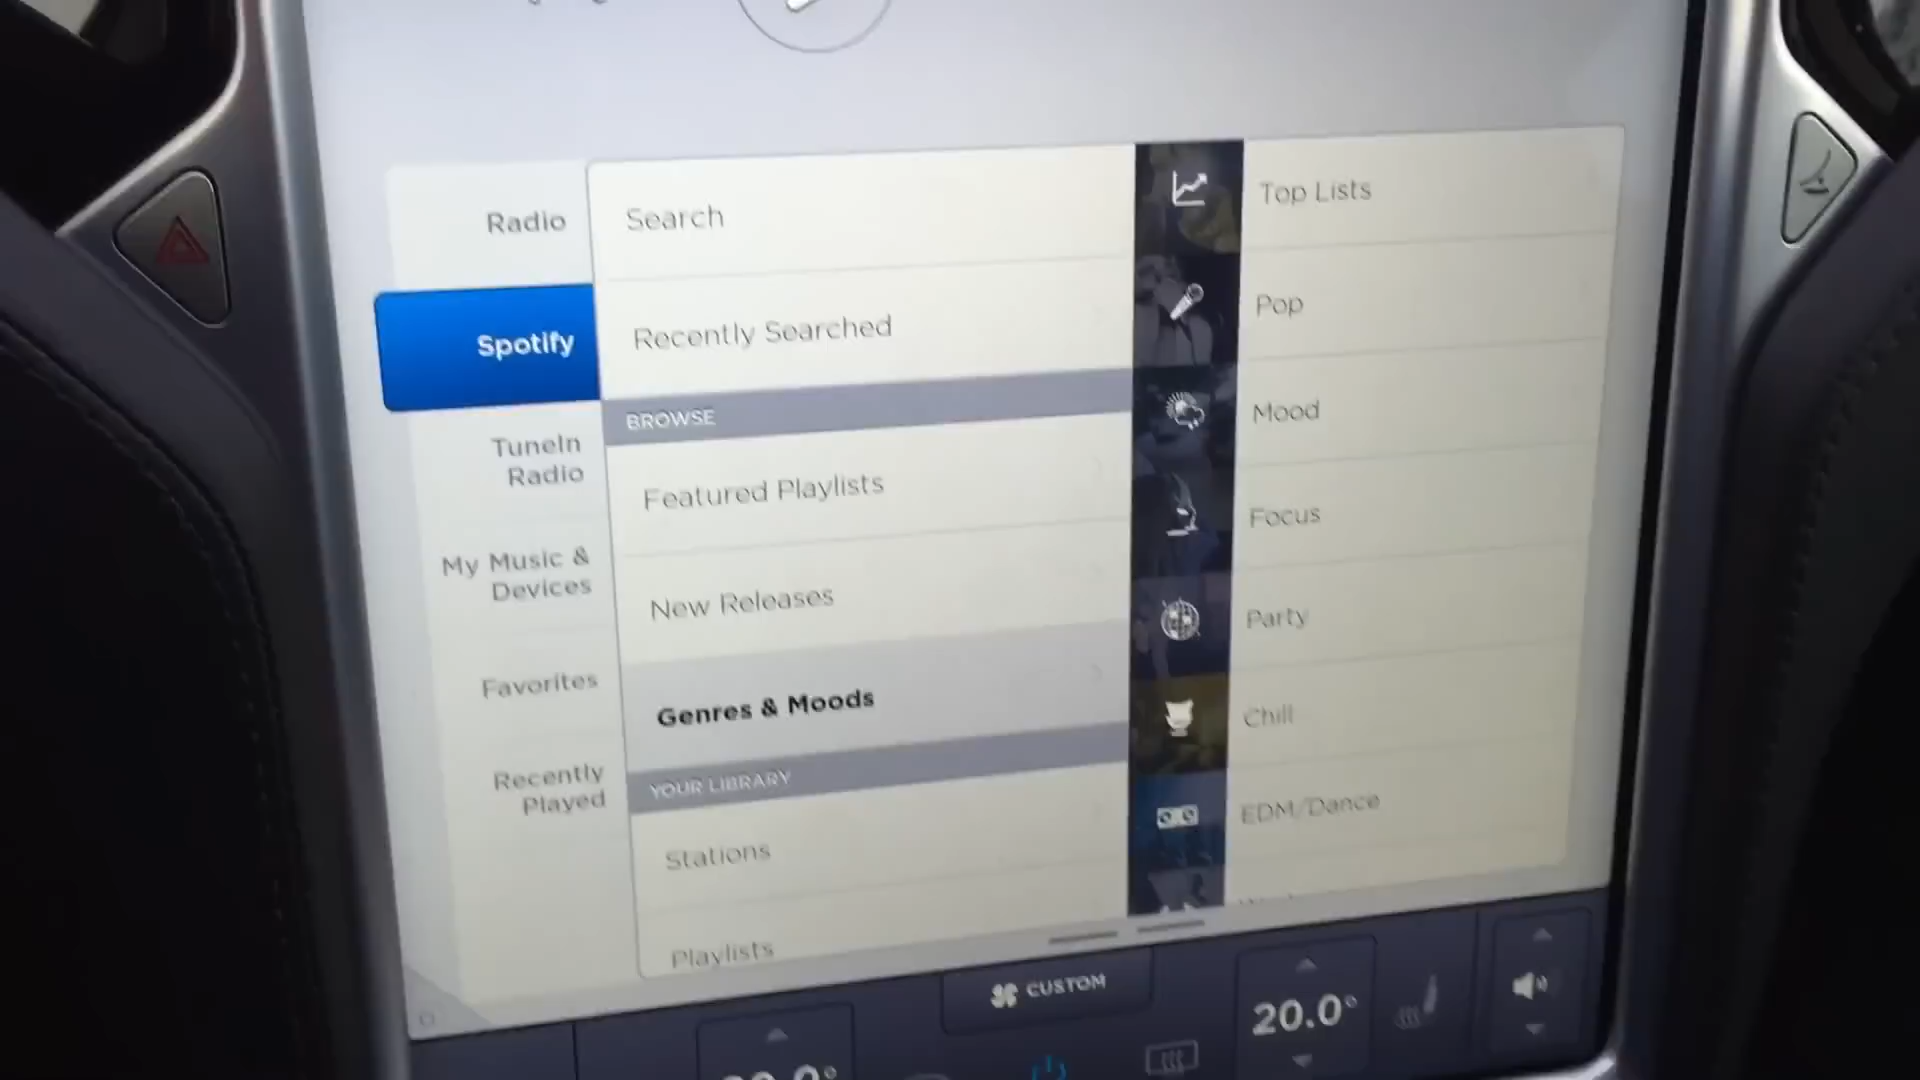 Radio
Spotify
TuneIn
Radio
My Music &
Devices
Favorites
Recently
Played
Search
Recently Searched
BROWSE
Featured Playlists
New Releases
Genres & Moods
YOUR LIBRARY
Stations
Playlists
Top Lists
Pop
Mood
Focus
Party
Chill
EDM/Dance
CUSTOM
20.0°